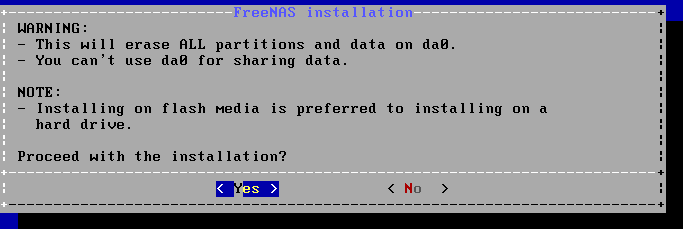 FreeNAS installation
WARNING:
- This will erase ALL partitions and data on da0.
- You can't use da0 for sharing data.
NOTE:
- Installing on flash media is preferred to installing on a
hard drive.
Proceed with the installation?
< Yes > < No >